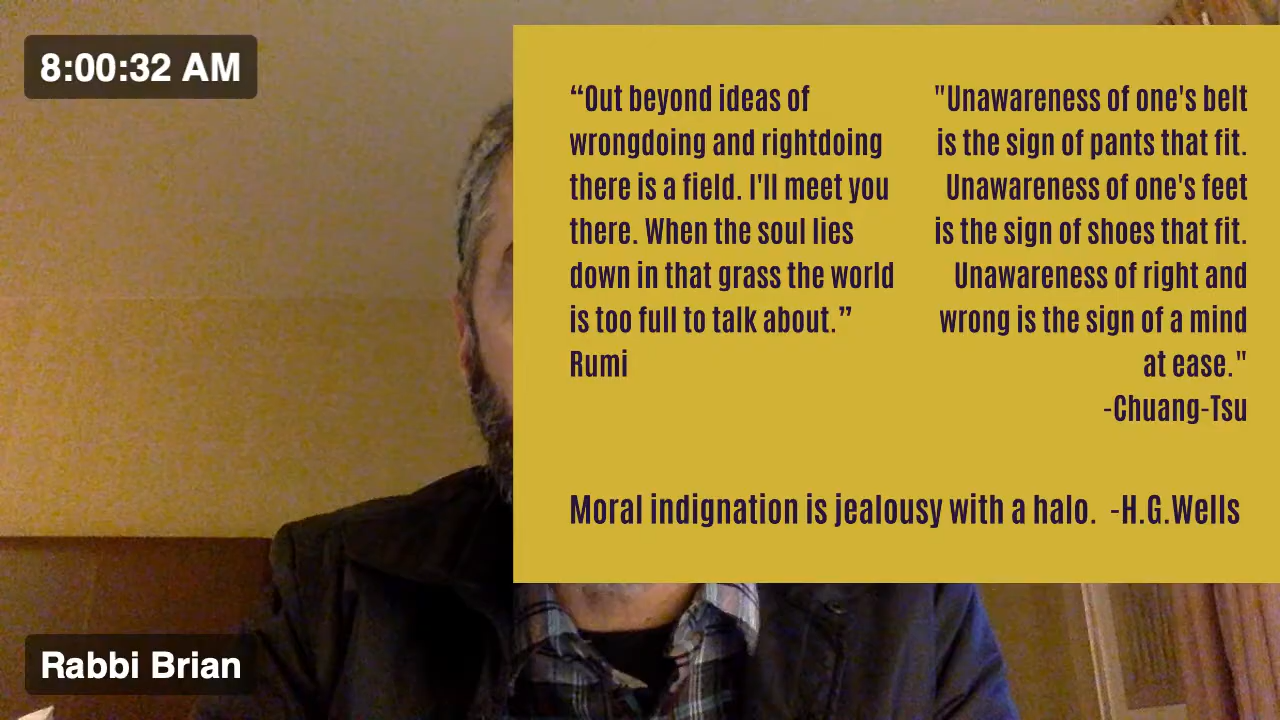 8:00:32 AM
“Out beyond ideas of
wrongdoing and rightdoing
there is a field. I'll meet you
there. When the soul lies
down in that grass the world
is too full to talk about.”
Rumi
"Unawareness of one's belt
is the sign of pants that fit.
Unawareness of one's feet
is the sign of shoes that fit.
Unawareness of right and
wrong is the sign of a mind
at ease."
-Chuang-Tsu
Moral indignation is jealousy with a halo. -H.G.Wells
Rabbi Brian